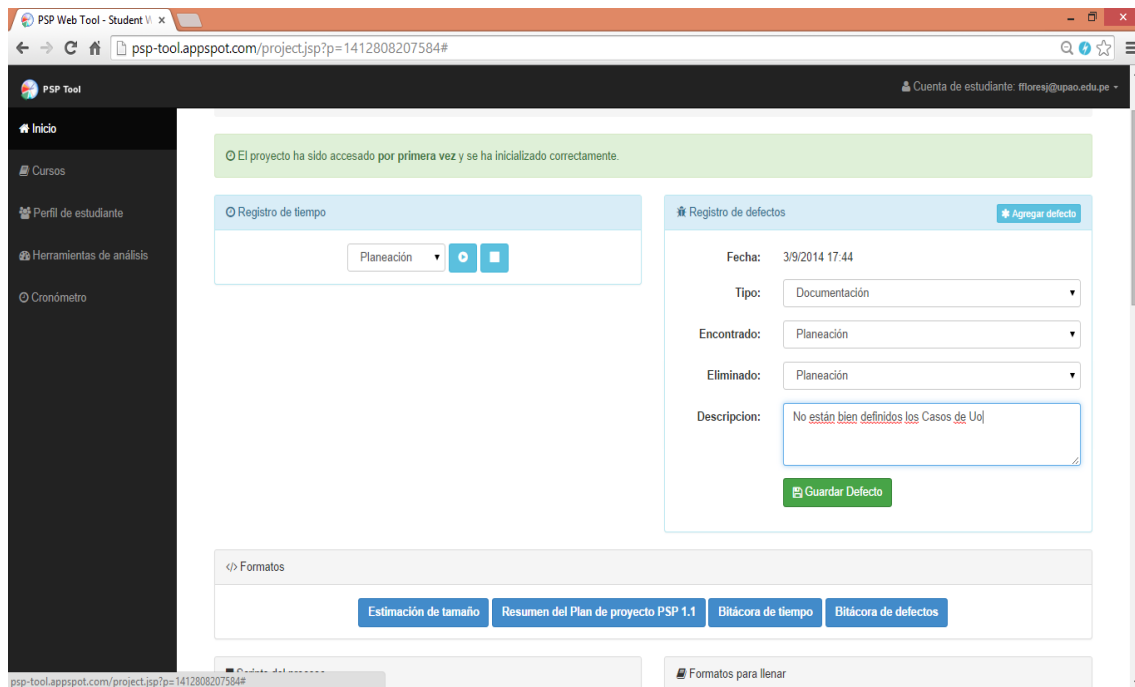 PSP Web Tool - Student W
psp-tool.appspot.com/project.jsp?p=1412808207584#
PSP Tool
Cuenta de estudiante: ffloresj@upao.edu.pe
Inicio
Cursos
Perfil de estudiante
Herramientas de análisis
Cronómetro
El proyecto ha sido accesado por primera vez y se ha inicializado correctamente.
Registro de tiempo
Planeación
Registro de defectos
Agregar defecto
Fecha: 3/9/2014 17:44
Tipo: Documentación
Encontrado: Planeación
Eliminado: Planeación
Descripcion: No están bien definidos los Casos de Uo
Guardar Defecto
</> Formatos
Estimación de tamaño Resumen del Plan de proyecto PSP 1.1 Bitácora de tiempo Bitácora de defectos
Scripts del proceso
Formatos para llenar
psp-tool.appspot.com/project.jsp?p=1412808207584#